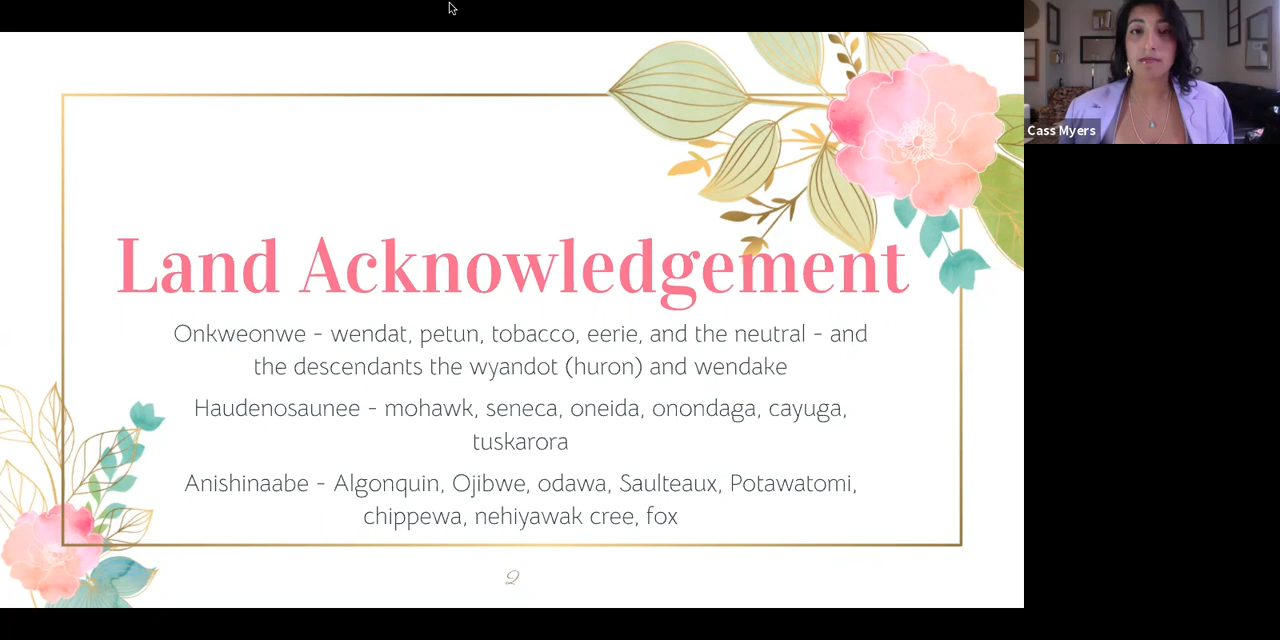 Cass Myers
Land Acknowledgement
Onkweonwe - wendat, petun, tobacco, eerie, and the neutral - and
the descendants the wyandot (huron) and wendake
Haudenosaunee - mohawk, seneca, oneida, onondaga, cayuga,
tuskarora
Anishinaabe - Algonquin, Ojibwe, odawa, Saulteaux, Potawatomi,
chippewa, nehiyawak cree, fox
2